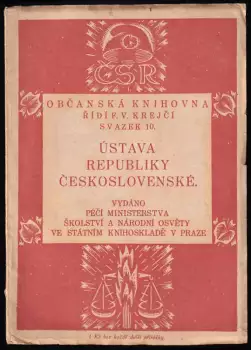 ČSR
OBČANSKÁ KNIHOVNA
ŘÍDÍ F. V. KREJČÍ
SVAZEK 10.
ÚSTAVA
REPUBLIKY
ČESKOSLOVENSKÉ.
VYDÁNO
PÉČÍ MINISTERSTVA
ŠKOLSTVÍ A NÁRODNÍ OSVĚTY
VE STÁTNÍM KNIHOSKLADĚ V PRAZE